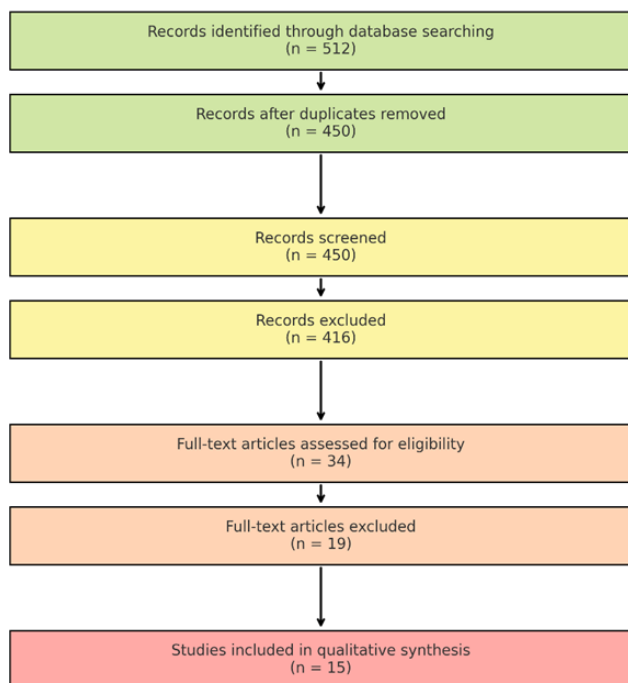 Records identified through database searching
(n = 512)
Records after duplicates removed
(n = 450)
Records screened
(n = 450)
Records excluded
(n = 416)
Full-text articles assessed for eligibility
(n = 34)
Full-text articles excluded
(n = 19)
Studies included in qualitative synthesis
(n = 15)